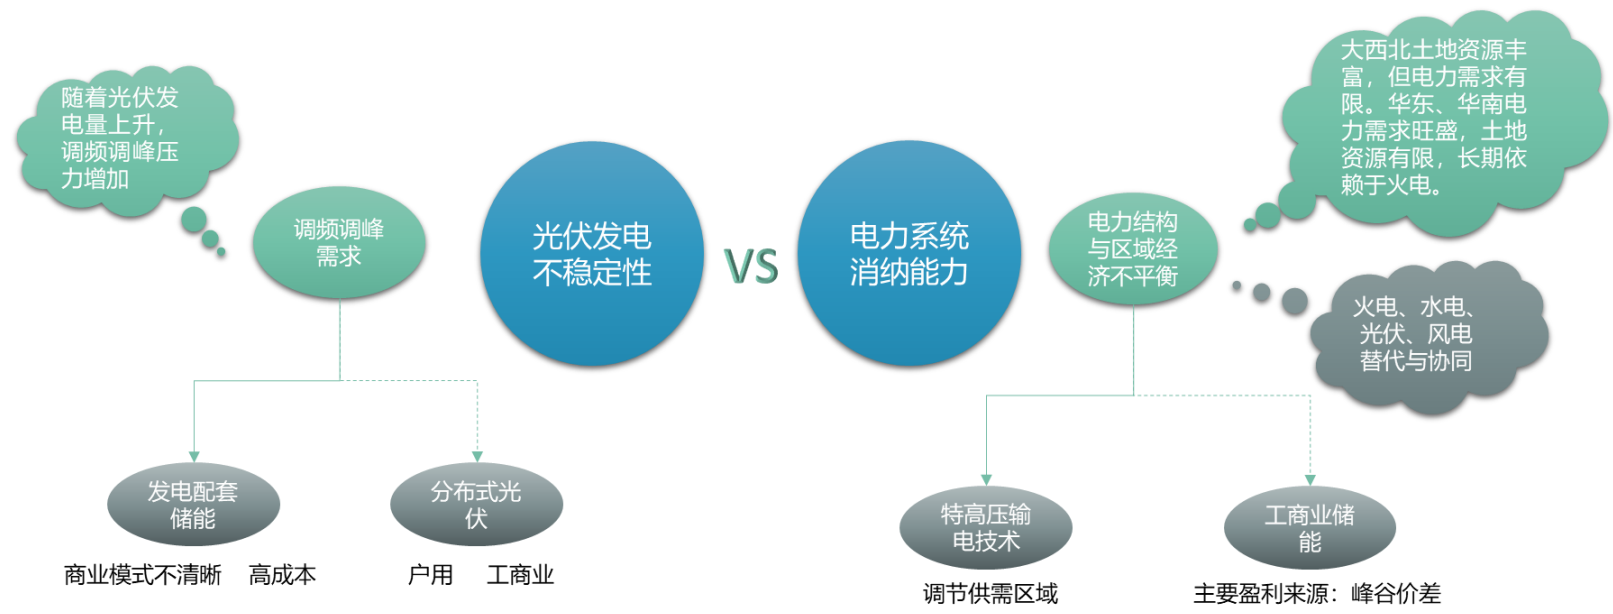 随着光伏发
电量上升，
调频调峰压
力增加
调频调峰
需求
光伏发电
不稳定性
VS
电力系统
消纳能力
电力结构
与区域经
济不平衡
大西北土地资源丰
富，但电力需求有
限。华东、华南电
力需求旺盛，土地
资源有限，长期依
赖于火电。
火电、水电、
光伏、风电
替代与协同
发电配套
储能
商业模式不清晰 高成本
分布式光
伏
户用 工商业
特高压输
电技术
调节供需区域
工商业储
能
主要盈利来源：峰谷价差